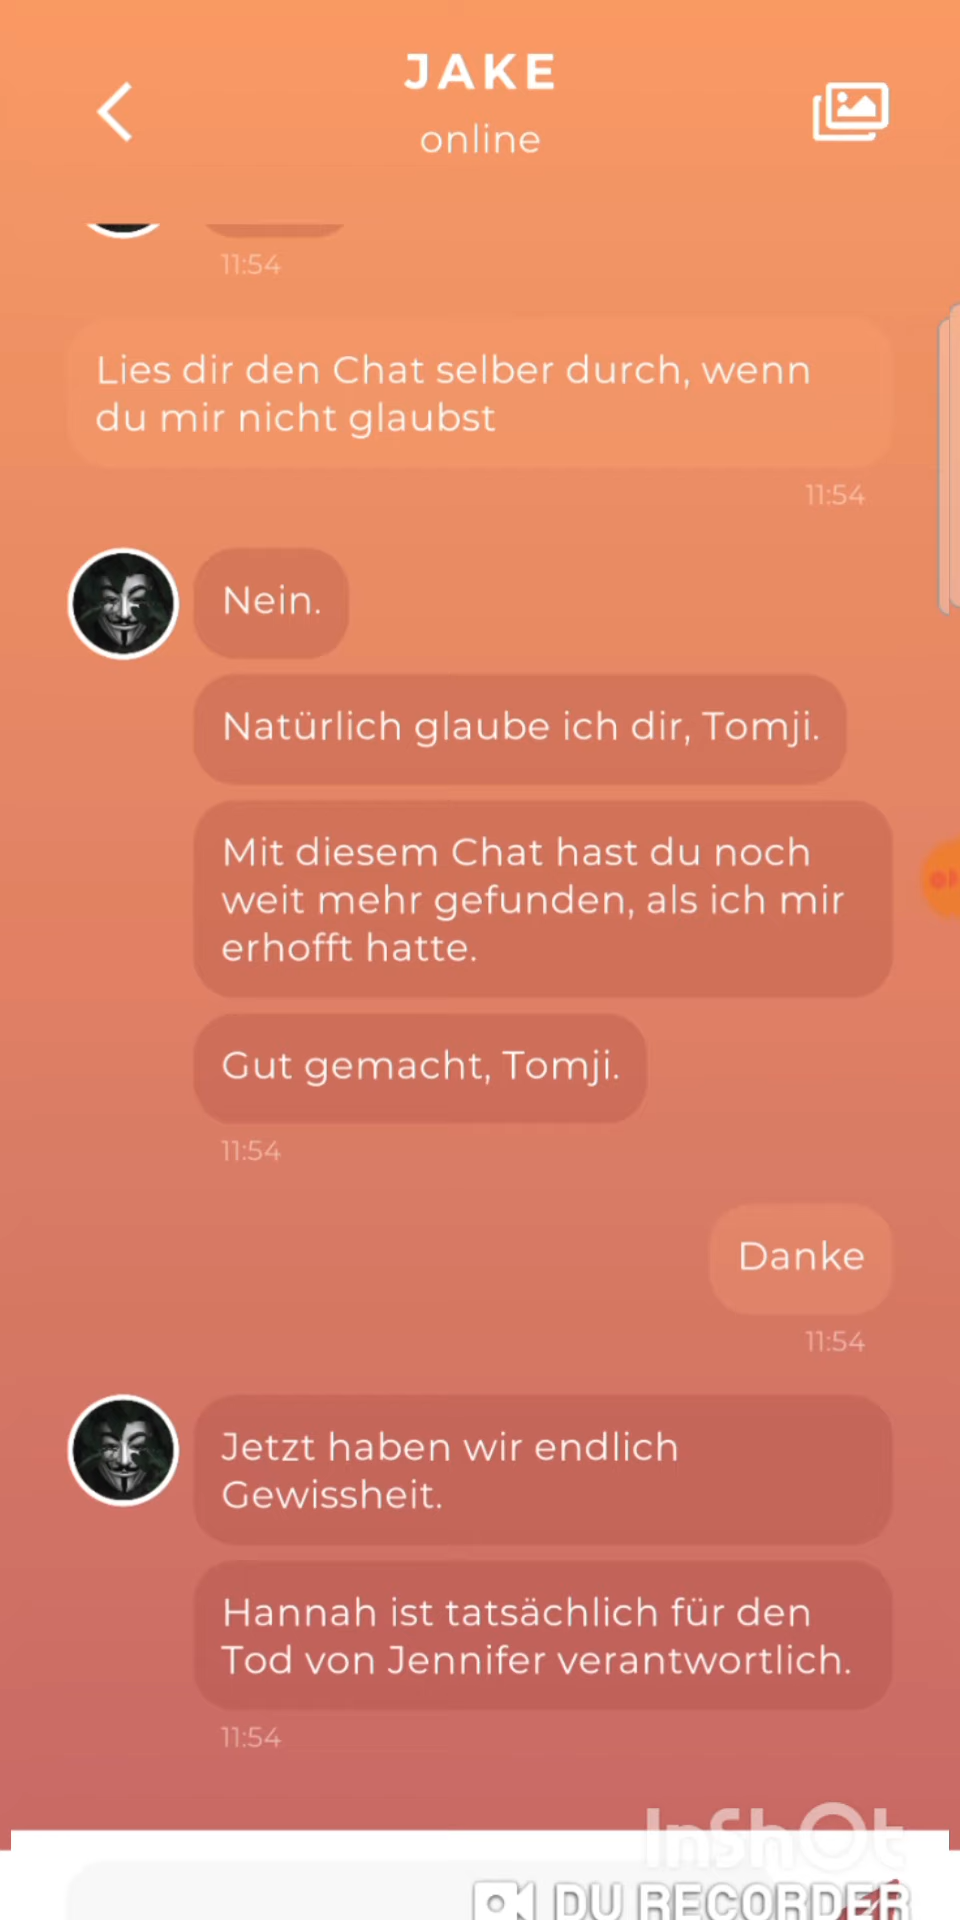 JAKE
online
11:54
Lies dir den Chat selber durch, wenn
du mir nicht glaubst
11:54
Nein.
Natürlich glaube ich dir, Tomji.
Mit diesem Chat hast du noch
weit mehr gefunden, als ich mir
erhofft hatte.
Gut gemacht, Tomji.
11:54
Danke
11:54
Jetzt haben wir endlich
Gewissheit.
Hannah ist tatsächlich für den
Tod von Jennifer verantwortlich.
11:54
InShOt
DU RECORDER